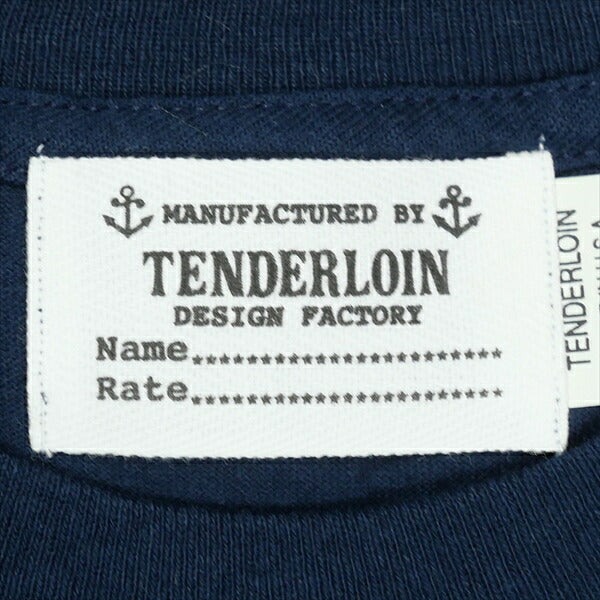 MANUFACTURED BY
TENDERLOIN
DESIGN FACTORY
Name........................
Rate........................
TENDERLOIN